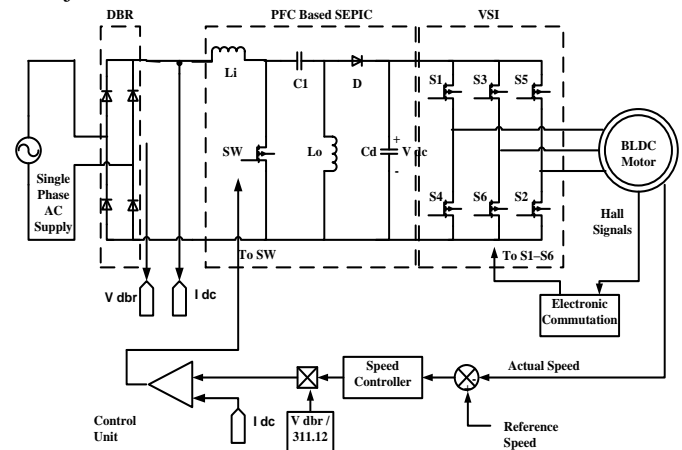 DBR
PFC Based SEPIC
VSI
Li
C1
D
S1
S3
S5
SW
Lo
Cd
+
V dc
-
BLDC
Motor
Single
Phase
AC
Supply
S4
S6
S2
Hall
Signals
To SW
To S1–S6
V dbr
I dc
Electronic
Commutation
Speed
Controller
Actual Speed
-
+
Control
Unit
I dc
V dbr /
311.12
Reference
Speed